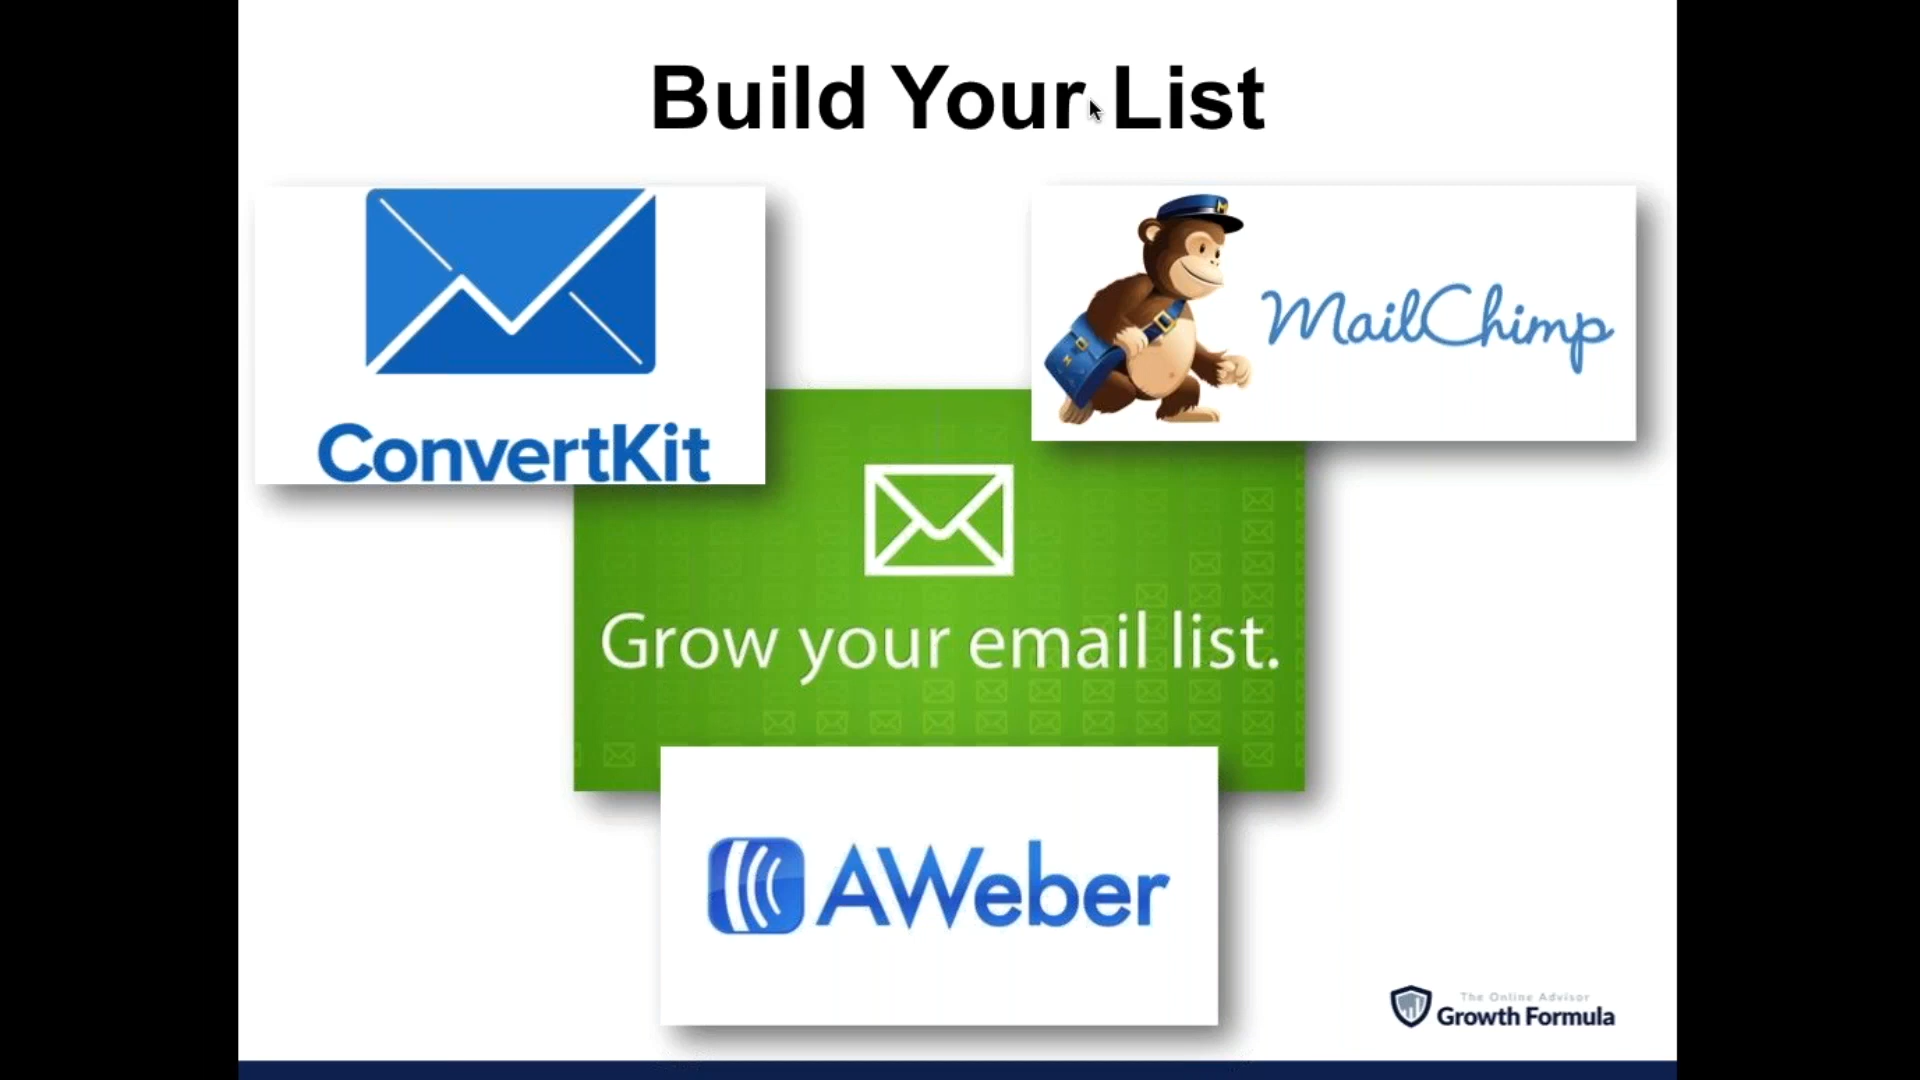 Build Your List
ConvertKit
MailChimp
Grow your email list.
AWeber
The Online Advisor
Growth Formula